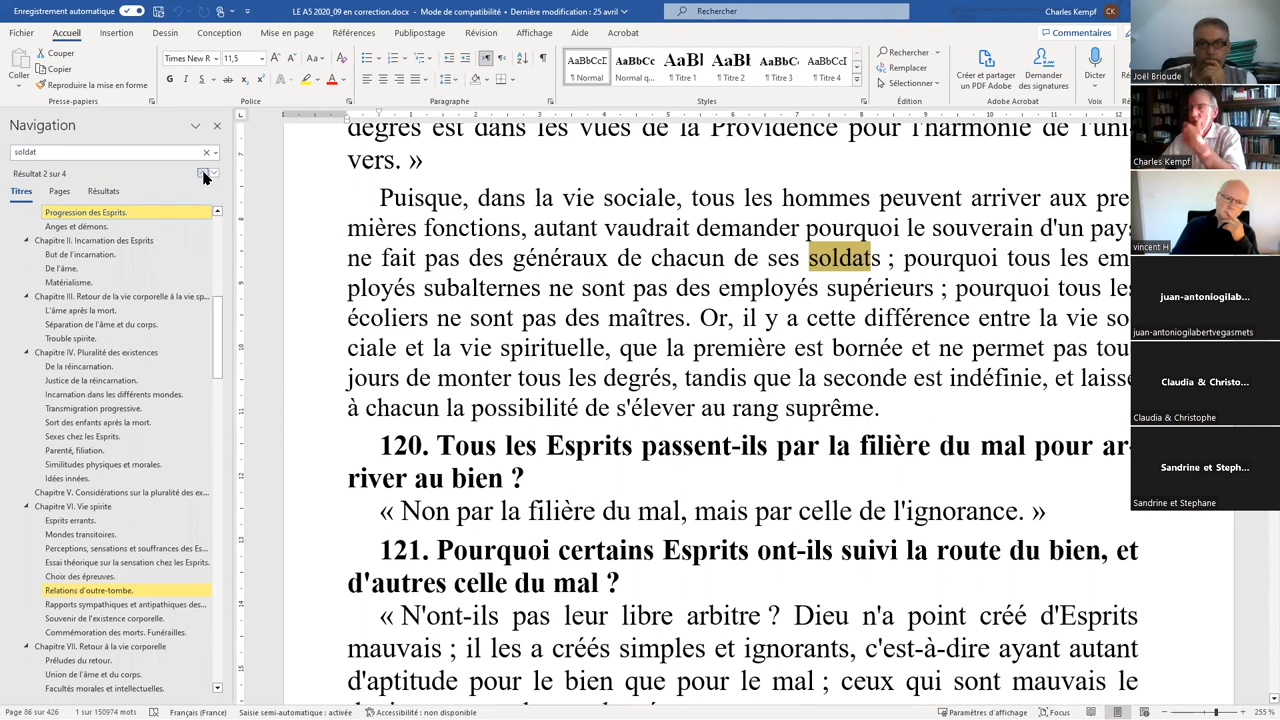 Enregistrement automatique
LE A5 2020_09 en correction.docx - Mode de compatibilité • Dernière modification : 25 avril
Rechercher
Charles Kempf
CK
Fichier Accueil Insertion Dessin Conception Mise en page Références Publipostage Révision Affichage Aide Acrobat
Commentaires
Coller
Couper
Copier
Reproduire la mise en forme
Presse-papiers
Times New R
11,5
Police
Paragraphe
AaBbCcI AaBbCc AaBl AaBl AaBbCc AaBbCcI
¶ Normal Normal q... ¶ Titre 1 ¶ Titre 2 ¶ Titre 3 ¶ Titre 4
Styles
Rechercher
Remplacer
Sélectionner
Édition
Créer et partager
un PDF Adobe
Demander
des signatures
Adobe Acrobat
Dicter
Voix
Navigation
soldat
Résultat 2 sur 4
Titres Pages Résultats
Progression des Esprits.
Anges et démons.
Chapitre II. Incarnation des Esprits
But de l'incarnation.
De l'âme.
Matérialisme.
Chapitre III. Retour de la vie corporelle à la vie sp...
L'âme après la mort.
Séparation de l'âme et du corps.
Trouble spirite.
Chapitre IV. Pluralité des existences
De la réincarnation.
Justice de la réincarnation.
Incarnation dans les différents mondes.
Transmigration progressive.
Sort des enfants après la mort.
Sexes chez les Esprits.
Parenté, filiation.
Similitudes physiques et morales.
Idées innées.
Chapitre V. Considérations sur la pluralité des ex...
Chapitre VI. Vie spirite
Esprits errants.
Mondes transitoires.
Perceptions, sensations et souffrances des Es...
Essai théorique sur la sensation chez les Esprits.
Choix des épreuves.
Relations d'outre-tombe.
Rapports sympathiques et antipathiques des...
Souvenir de l'existence corporelle.
Commémoration des morts. Funérailles.
Chapitre VII. Retour à la vie corporelle
Préludes du retour.
Union de l'âme et du corps.
Facultés morales et intellectuelles.
degrés est dans les vues de la Providence pour l'harmonie de l'uni-
vers. »
Puisque, dans la vie sociale, tous les hommes peuvent arriver aux pre-
mières fonctions, autant vaudrait demander pourquoi le souverain d'un pays
ne fait pas des généraux de chacun de ses soldats ; pourquoi tous les em-
ployés subalternes ne sont pas des employés supérieurs ; pourquoi tous les
écoliers ne sont pas des maîtres. Or, il y a cette différence entre la vie so-
ciale et la vie spirituelle, que la première est bornée et ne permet pas tou-
jours de monter tous les degrés, tandis que la seconde est indéfinie, et laisse
à chacun la possibilité de s'élever au rang suprême.
120. Tous les Esprits passent-ils par la filière du mal pour ar-
river au bien ?
« Non par la filière du mal, mais par celle de l'ignorance. »
121. Pourquoi certains Esprits ont-ils suivi la route du bien, et
d'autres celle du mal ?
« N'ont-ils pas leur libre arbitre ? Dieu n'a point créé d'Esprits
mauvais ; il les a créés simples et ignorants, c'est-à-dire ayant autant
d'aptitude pour le bien que pour le mal ; ceux qui sont mauvais le
Joël Brioude
Charles Kempf
vincent H
juan-antoniogilab...
juan-antoniogilabertvegasmets
Claudia & Christo...
Claudia & Christophe
Sandrine et Steph...
Sandrine et Stephane
Page 86 sur 426
1 sur 150974 mots
Français (France)
Saisie semi-automatique : activée
Accessibilité : non disponible
Paramètres d'affichage
Focus
255 %